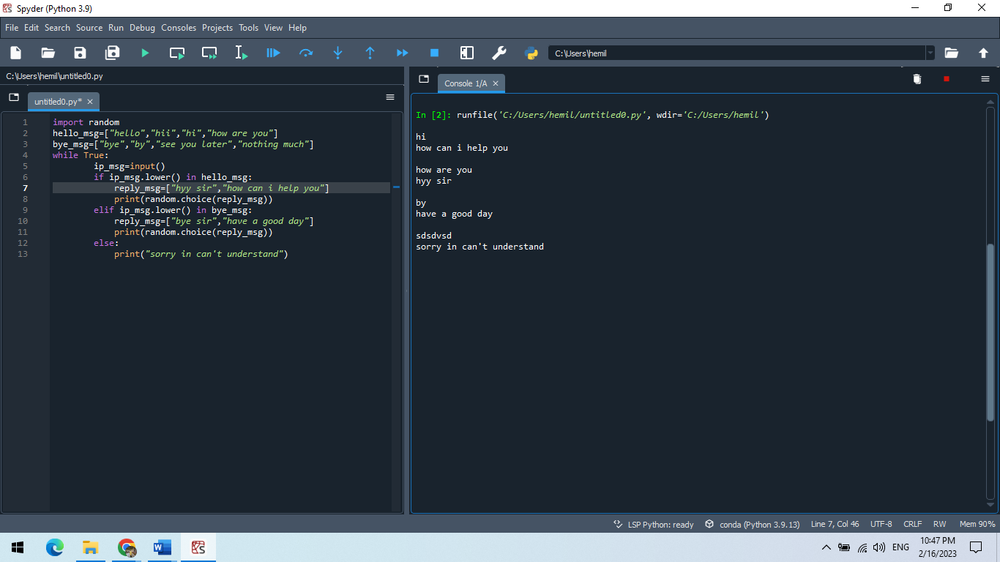 Spyder (Python 3.9)
File Edit Search Source Run Debug Consoles Projects Tools View Help
C:\Users\hemil
C:\Users\hemil\untitled0.py
untitled0.py*
1 import random
2 hello_msg=["hello","hii","hi","how are you"]
3 bye_msg=["bye","by","see you later","nothing much"]
4 while True:
5         ip_msg=input()
6         if ip_msg.lower() in hello_msg:
7             reply_msg=["hyy sir","how can i help you"]
8             print(random.choice(reply_msg))
9         elif ip_msg.lower() in bye_msg:
10             reply_msg=["bye sir","have a good day"]
11             print(random.choice(reply_msg))
12         else:
13             print("sorry in can't understand")
Console 1/A
In [2]: runfile('C:/Users/hemil/untitled0.py', wdir='C:/Users/hemil')
hi
how can i help you
how are you
hyy sir
by
have a good day
sdsdvsd
sorry in can't understand
LSP Python: ready conda (Python 3.9.13) Line 7, Col 46 UTF-8 CRLF RW Mem 90%
ENG
10:47 PM
2/16/2023